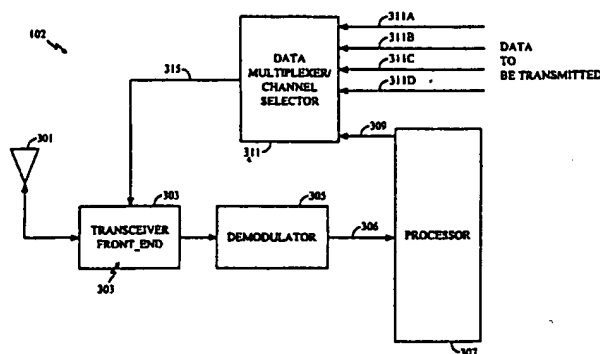 102
311A
311B
311C
311D
DATA
TO
BE TRANSMITTED
DATA
MULTIPLEXER/
CHANNEL
SELECTOR
315
311
309
301
303
TRANSCEIVER
FRONT_END
303
305
DEMODULATOR
306
PROCESSOR
307